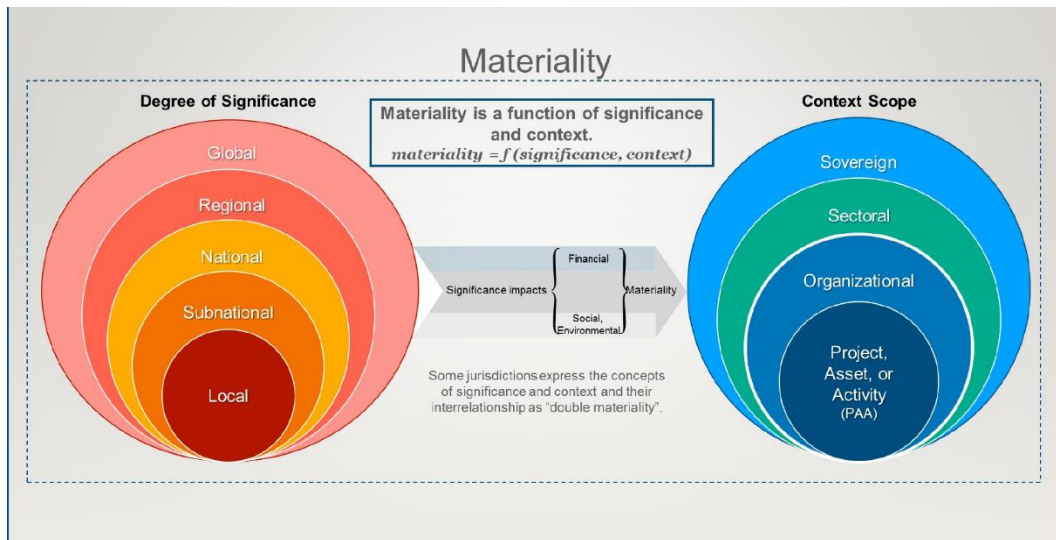 Materiality
Degree of Significance
Materiality is a function of significance
and context.
materiality = f (significance, context)
Context Scope
Global
Regional
National
Subnational
Local
Significance impacts
Financial
Social,
Environmental
Materiality
Some jurisdictions express the concepts
of significance and context and their
interrelationship as “double materiality”.
Sovereign
Sectoral
Organizational
Project,
Asset, or
Activity
(PAA)